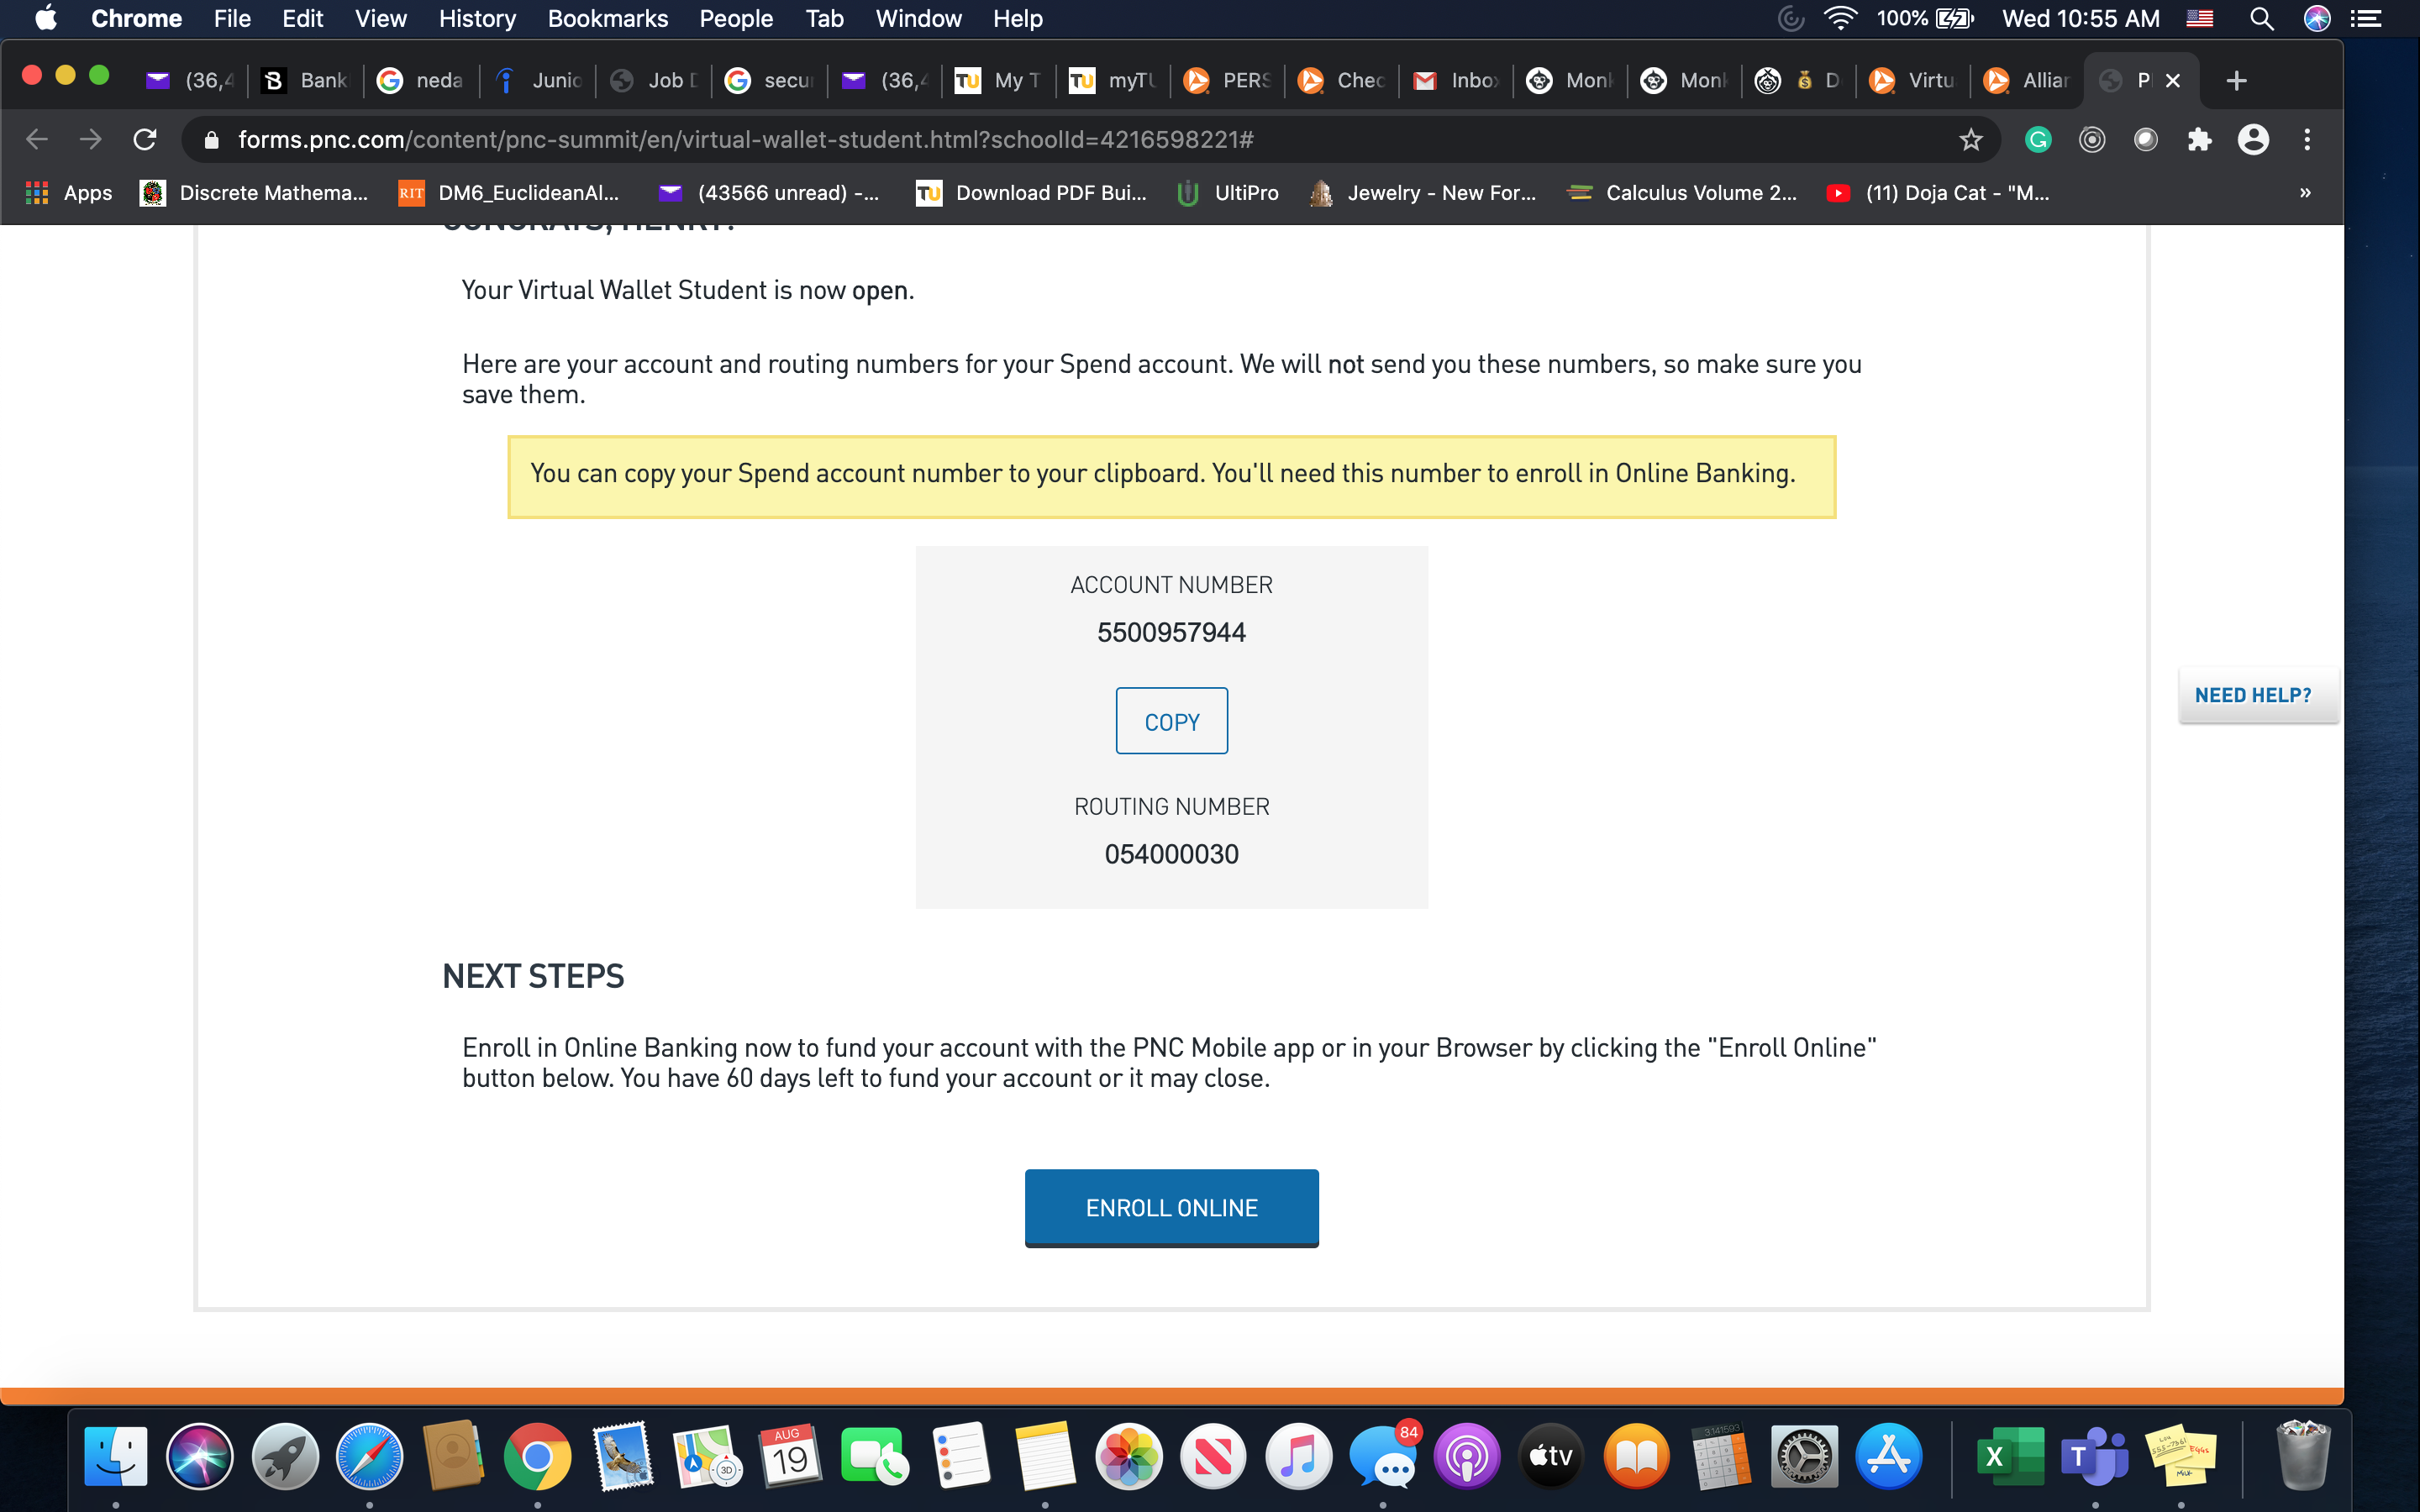 Chrome File Edit View History Bookmarks People Tab Window Help 100% Wed 10:55 AM
(36,4 Bank neda Junio Job D secur (36,4 My T myTU PERS Chec Inbox Monk Monk D Virtu Allian P
forms.pnc.com/content/pnc-summit/en/virtual-wallet-student.html?schoolId=4216598221#
Apps Discrete Mathema... DM6_EuclideanAl... (43566 unread) -... Download PDF Bui... UltiPro Jewelry - New For... Calculus Volume 2... (11) Doja Cat - "M... »
CONGRATS, HENRY!
Your Virtual Wallet Student is now open.
Here are your account and routing numbers for your Spend account. We will not send you these numbers, so make sure you
save them.
You can copy your Spend account number to your clipboard. You'll need this number to enroll in Online Banking.
ACCOUNT NUMBER
5500957944
COPY
NEED HELP?
ROUTING NUMBER
054000030
NEXT STEPS
Enroll in Online Banking now to fund your account with the PNC Mobile app or in your Browser by clicking the "Enroll Online"
button below. You have 60 days left to fund your account or it may close.
ENROLL ONLINE
AUG
19
3D
84
tv
3.141593
X
T
Eggs
Milk